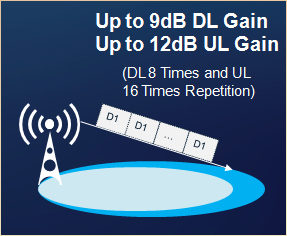 Up to 9dB DL Gain
Up to 12dB UL Gain
(DL 8 Times and UL
16 Times Repetition)
D1 D1 ... D1